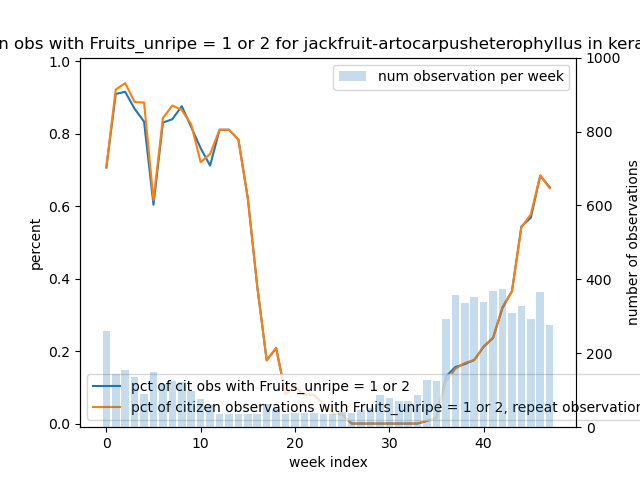 n obs with Fruits_unripe = 1 or 2 for jackfruit-artocarpusheterophyllus in kera
num observation per week
1.0
0.8
0.6
0.4
0.2
0.0
percent
1000
800
600
400
200
0
number of observations
pct cit obs with Fruits_unripe = 1 or 2
pct of citizen observations with Fruits_unripe = 1 or 2, repeat observation
0 10 20 30 40
week index